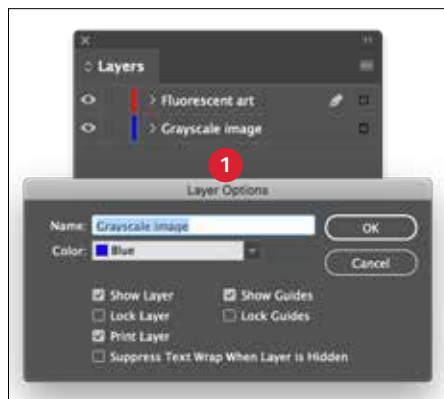 Layers
Fluorescent art
Grayscale image
1
Layer Options
Name: Grayscale image
OK
Color: Blue
Cancel
Show Layer Show Guides
Lock Layer Lock Guides
Print Layer
Suppress Text Wrap When Layer is Hidden